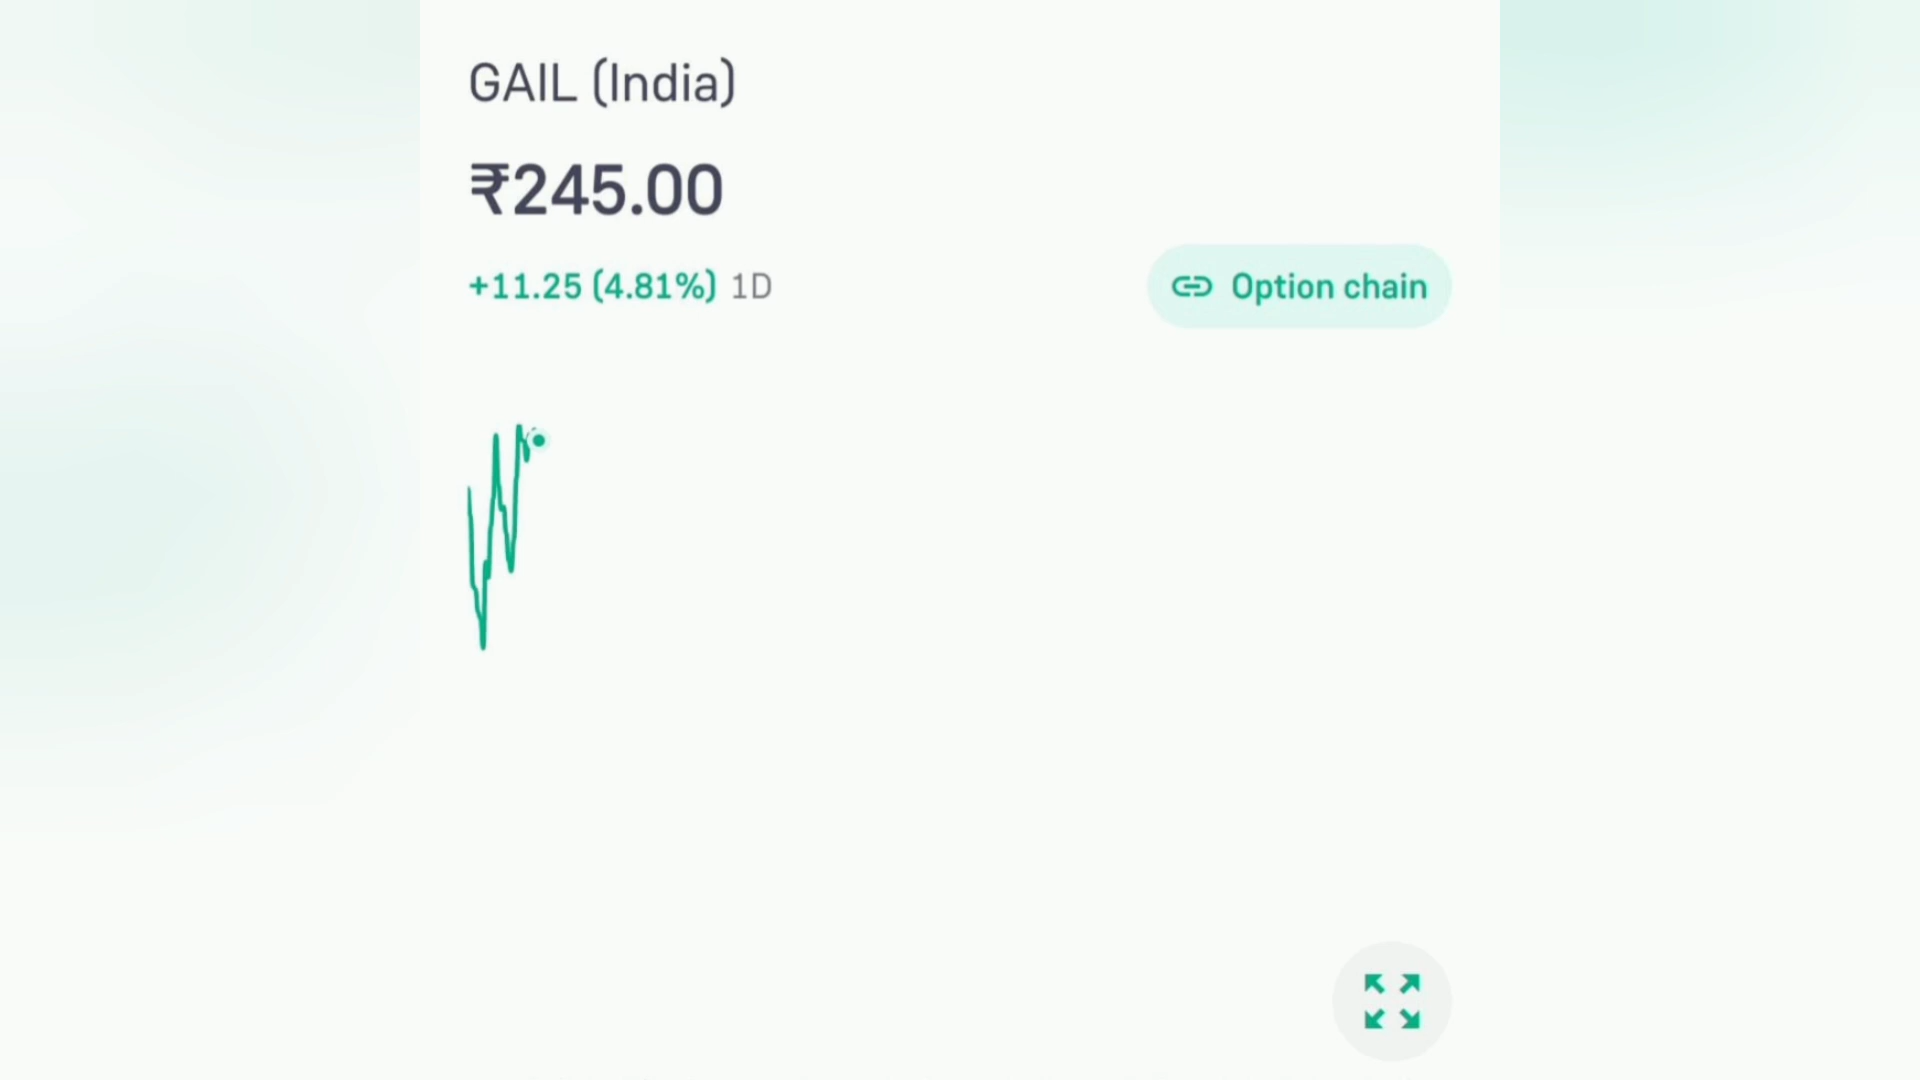 GAIL (India)
₹245.00
+11.25 (4.81%) 1D
Option chain